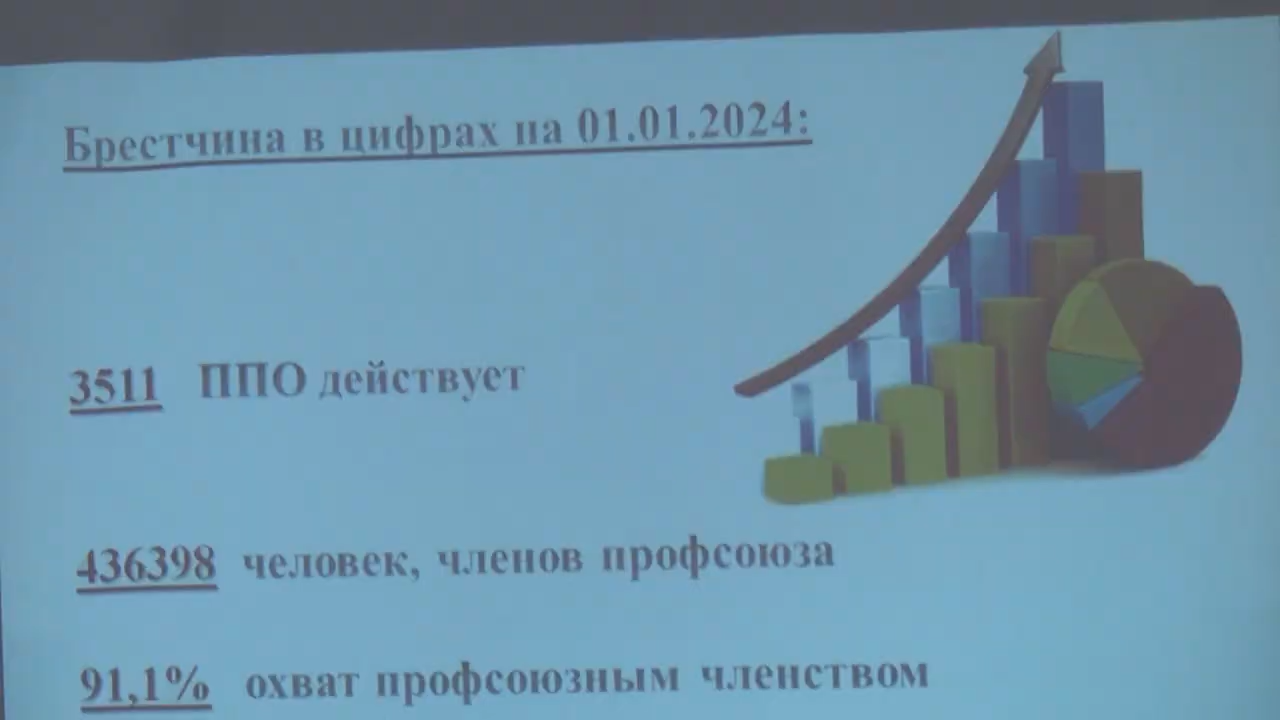 Брестчина в цифрах на 01.01.2024:
3511 ППО действует
436398 человек, членов профсоюза
91,1% охват профсоюзным членством